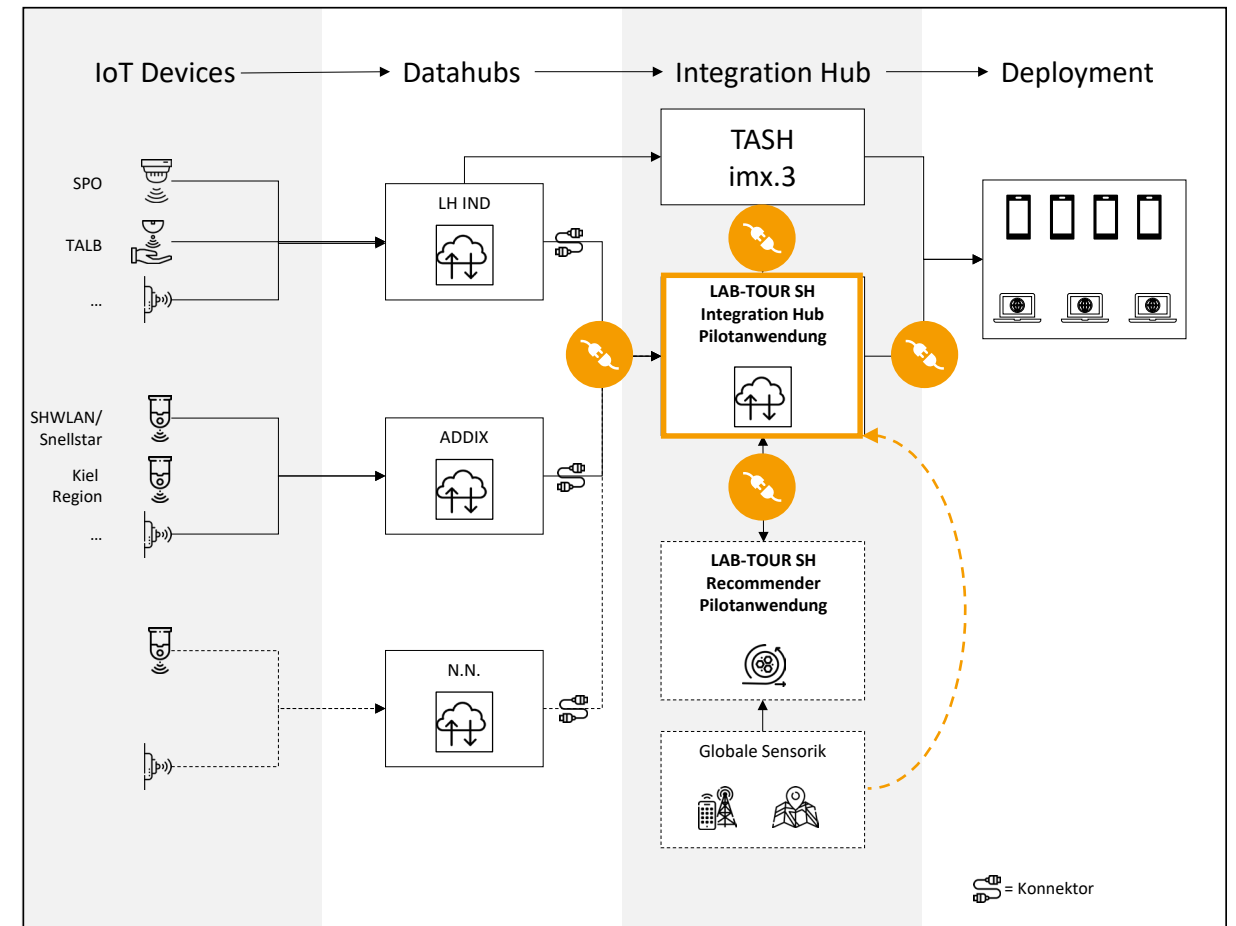 IoT Devices
Datahubs
Integration Hub
Deployment
SPO
TALB
...
LH IND
TASH
imx.3
LAB-TOUR SH
Integration Hub
Pilotanwendung
SHWLAN/
Snellstar
Kiel
Region
...
ADDIX
LAB-TOUR SH
Recommender
Pilotanwendung
N.N.
Globale Sensorik
= Konnektor